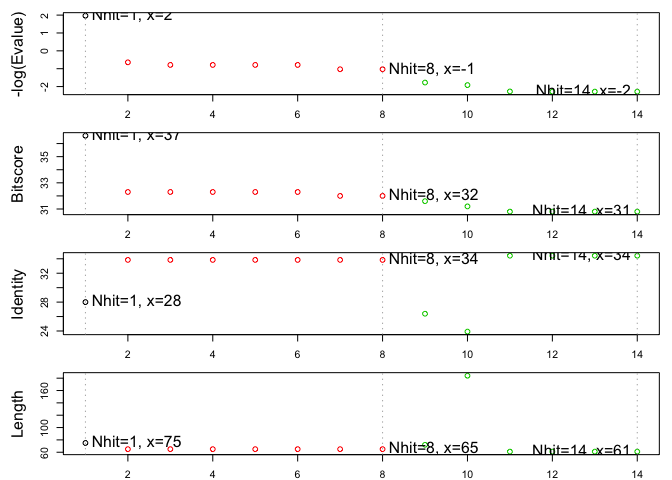 -log(Evalue)
2
0
-2
Nhit=1, x=2
Nhit=8, x=-1
Nhit=14, x=-2
2 4 6 8 10 12 14
Bitscore
35
33
31
Nhit=1, x=37
Nhit=8, x=32
Nhit=14, x=31
2 4 6 8 10 12 14
Identity
32
28
24
Nhit=1, x=28
Nhit=8, x=34
Nhit=14, x=34
2 4 6 8 10 12 14
Length
160
100
60
Nhit=1, x=75
Nhit=8, x=65
Nhit=14, x=61
2 4 6 8 10 12 14